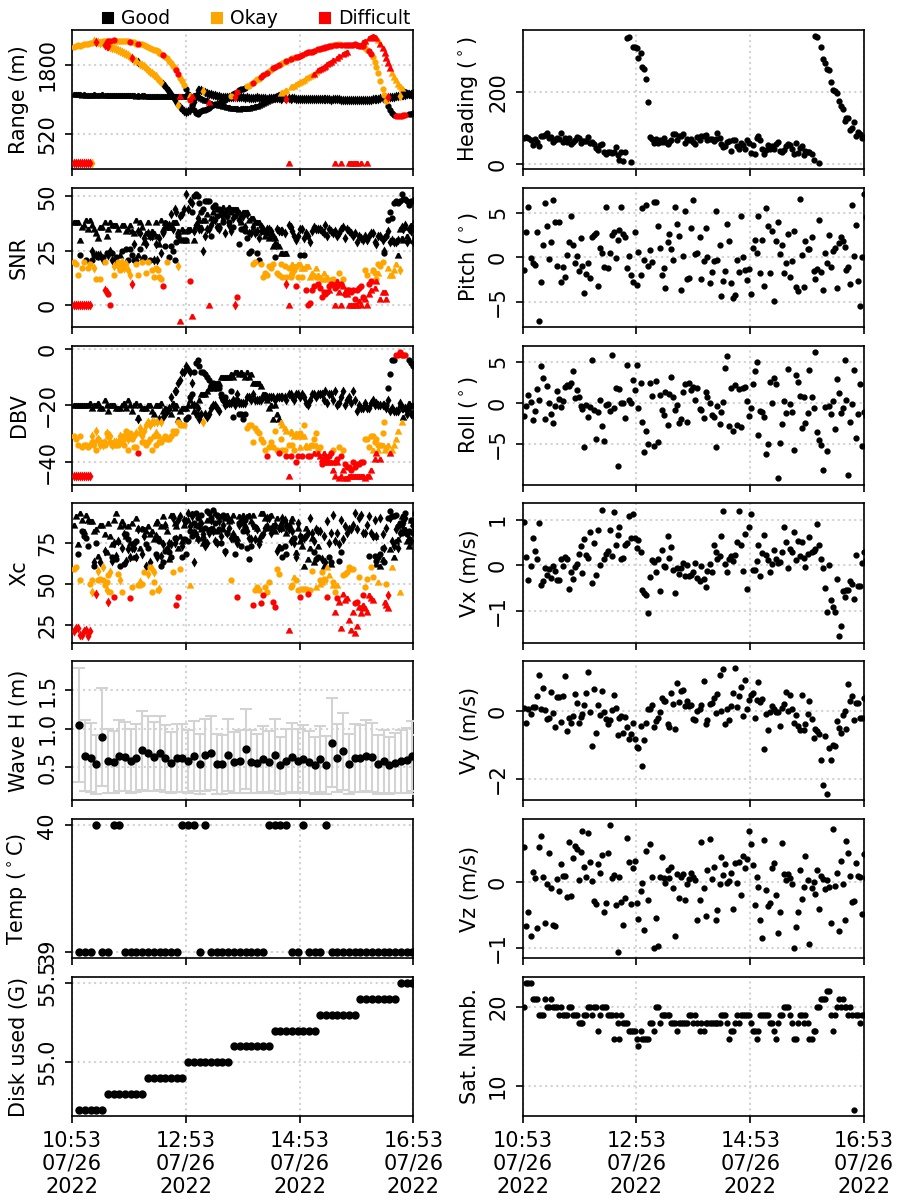 Good Okay Difficult
Range (m)
1800
520
Heading (°)
200
0
SNR
50
25
0
Pitch (°)
5
0
−5
DBV
0
−20
−40
Roll (°)
5
0
−5
Xc
75
50
25
Vx (m/s)
1
0
−1
Wave H (m)
1.5
1.0
0.5
Vy (m/s)
0
−2
Temp (°C)
40
39
Vz (m/s)
0
−1
Disk used (G)
55.5
55.0
Sat. Numb.
20
10
10:53 12:53 14:53 16:53
07/26 07/26 07/26 07/26
2022 2022 2022 2022
10:53 12:53 14:53 16:53
07/26 07/26 07/26 07/26
2022 2022 2022 2022